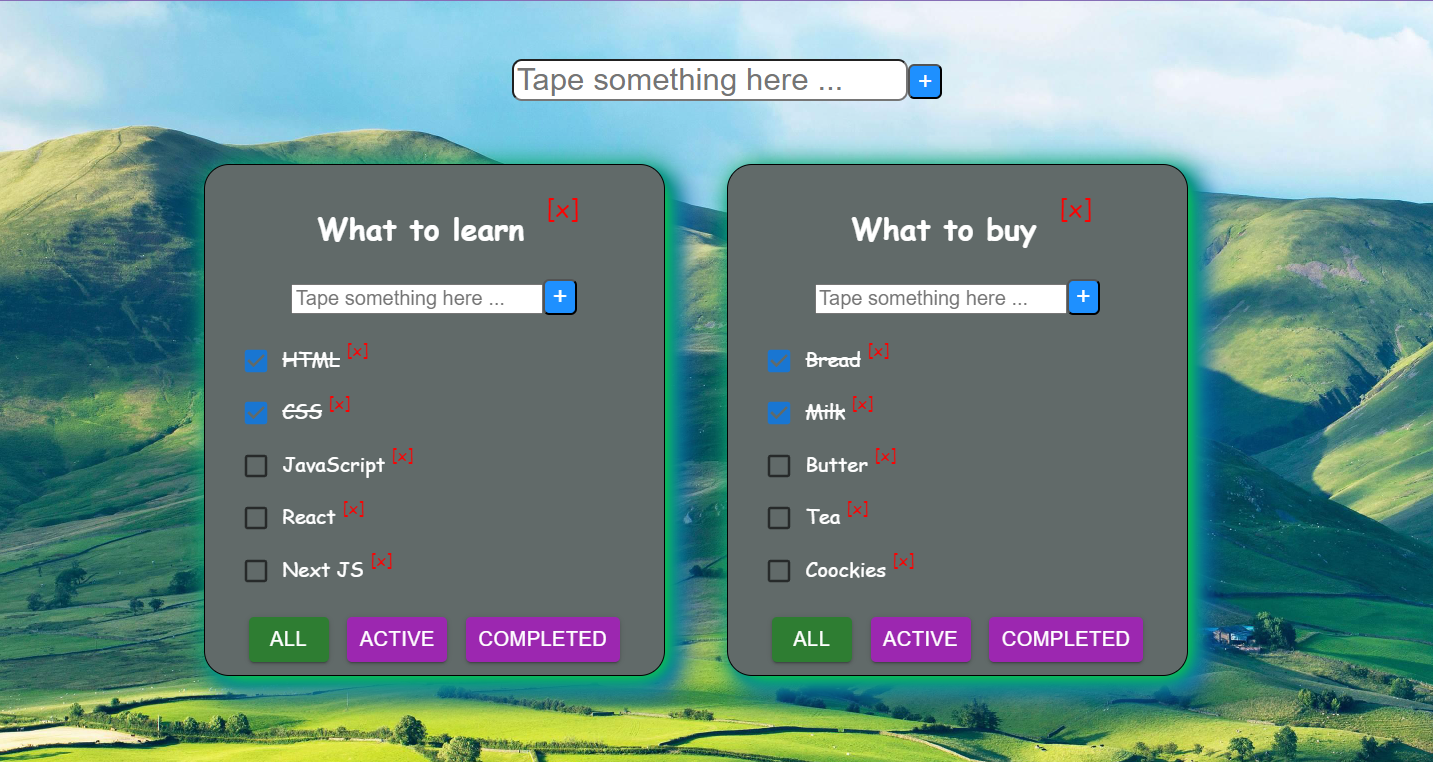 Tape something here ... +
What to learn [x]
Tape something here ... +
HTML [x]
CSS [x]
JavaScript [x]
React [x]
Next JS [x]
ALL ACTIVE COMPLETED
What to buy [x]
Tape something here ... +
Bread [x]
Milk [x]
Butter [x]
Tea [x]
Coockies [x]
ALL ACTIVE COMPLETED